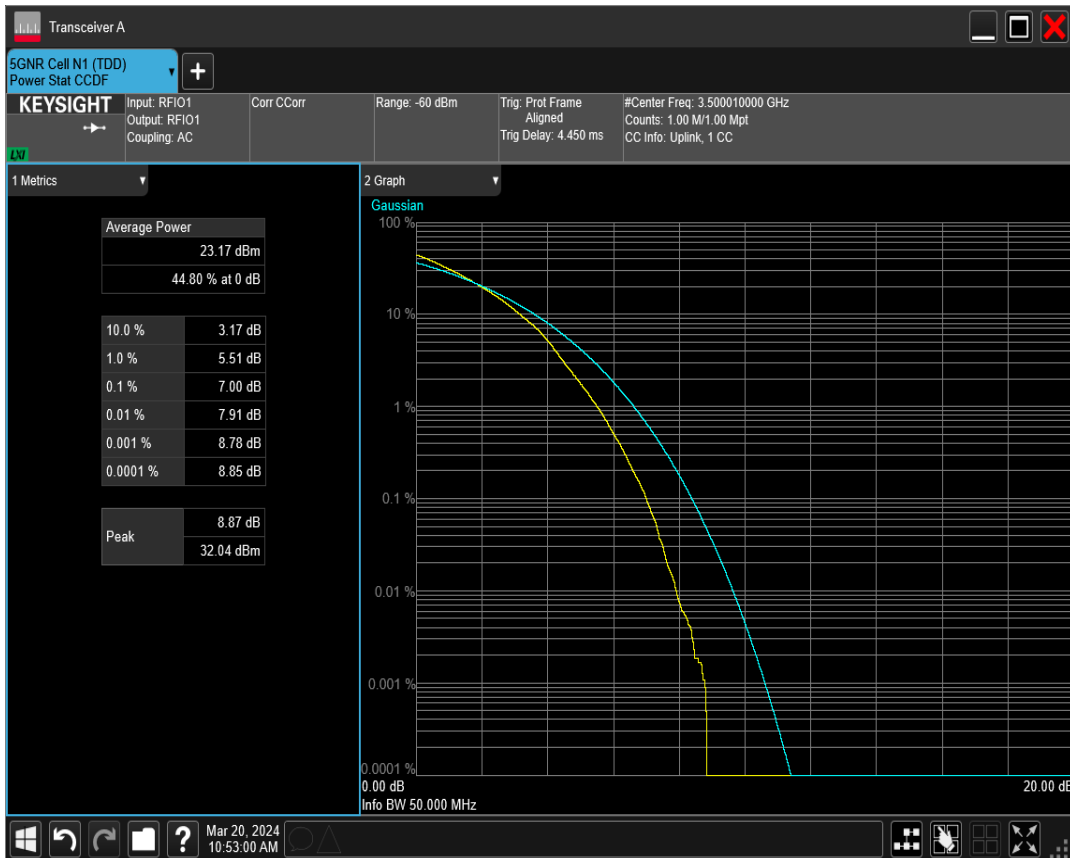 Transceiver A
5GNR Cell N1 (TDD)
Power Stat CCDF
KEYSIGHT
LXI
Input: RFIO1
Output: RFIO1
Coupling: AC
Corr CCorr
Range: -60 dBm
Trig: Prot Frame
Aligned
Trig Delay: 4.450 ms
#Center Freq: 3.500010000 GHz
Counts: 1.00 M/1.00 Mpt
CC Info: Uplink, 1 CC
1 Metrics
Average Power
23.17 dBm
44.80 % at 0 dB
10.0 % 3.17 dB
1.0 % 5.51 dB
0.1 % 7.00 dB
0.01 % 7.91 dB
0.001 % 8.78 dB
0.0001 % 8.85 dB
Peak 8.87 dB
32.04 dBm
2 Graph
Gaussian
100 %
10 %
1 %
0.1 %
0.01 %
0.001 %
0.0001 %
0.00 dB 20.00 dB
Info BW 50.000 MHz
?
Mar 20, 2024
10:53:00 AM